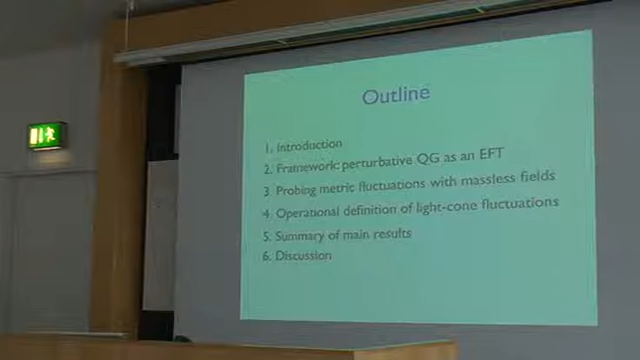 Outline
1. Introduction
2. Framework: perturbative QG as an EFT
3. Probing metric fluctuations with massless fields
4. Operational definition of light-cone fluctuations
5. Summary of main results
6. Discussion